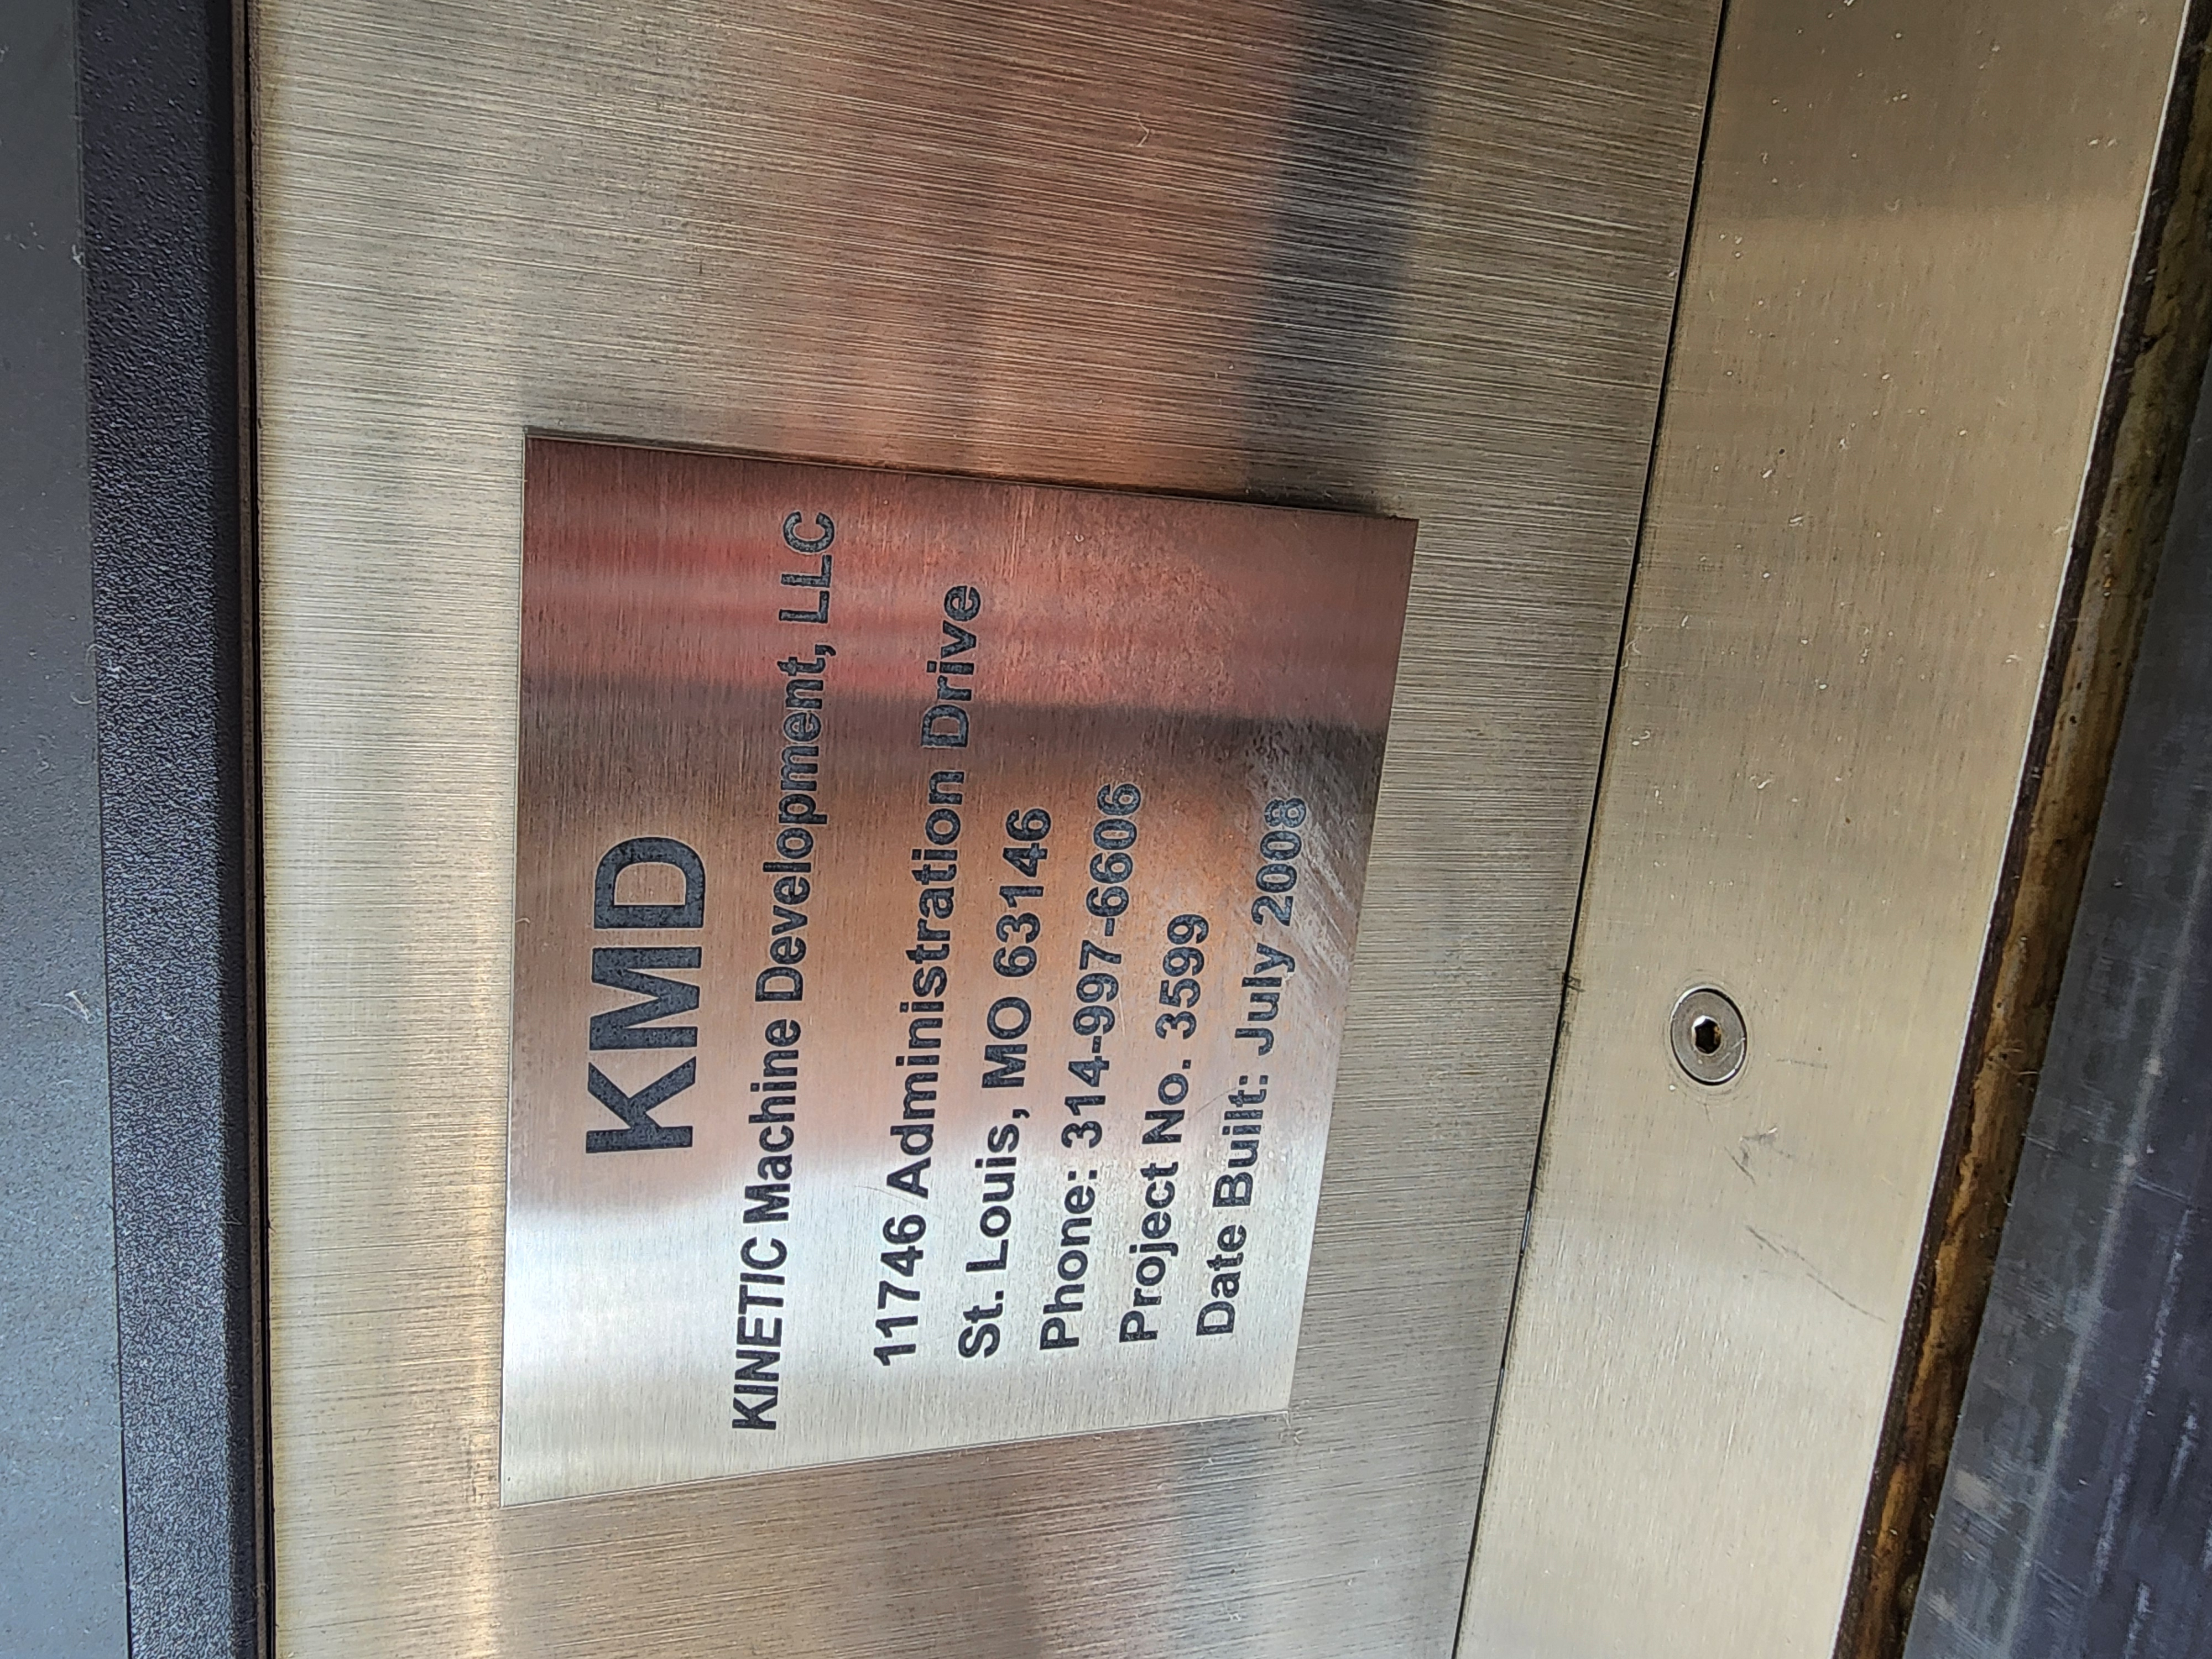 KMD
KINETIC Machine Development, LLC
11746 Administration Drive
St. Louis, MO 63146
Phone: 314-997-6606
Project No. 3599
Date Built: July 2008